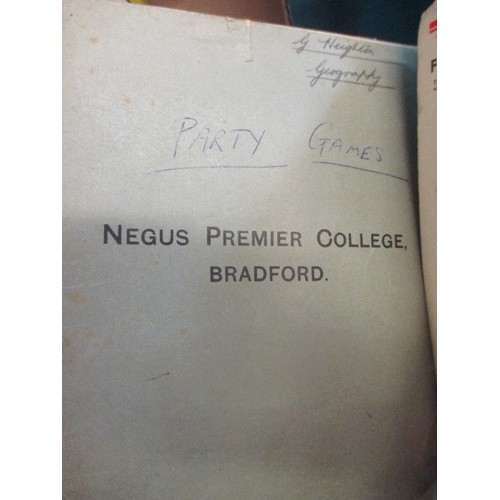 G Heighton
Geography
PARTY GAMES
NEGUS PREMIER COLLEGE,
BRADFORD.
F